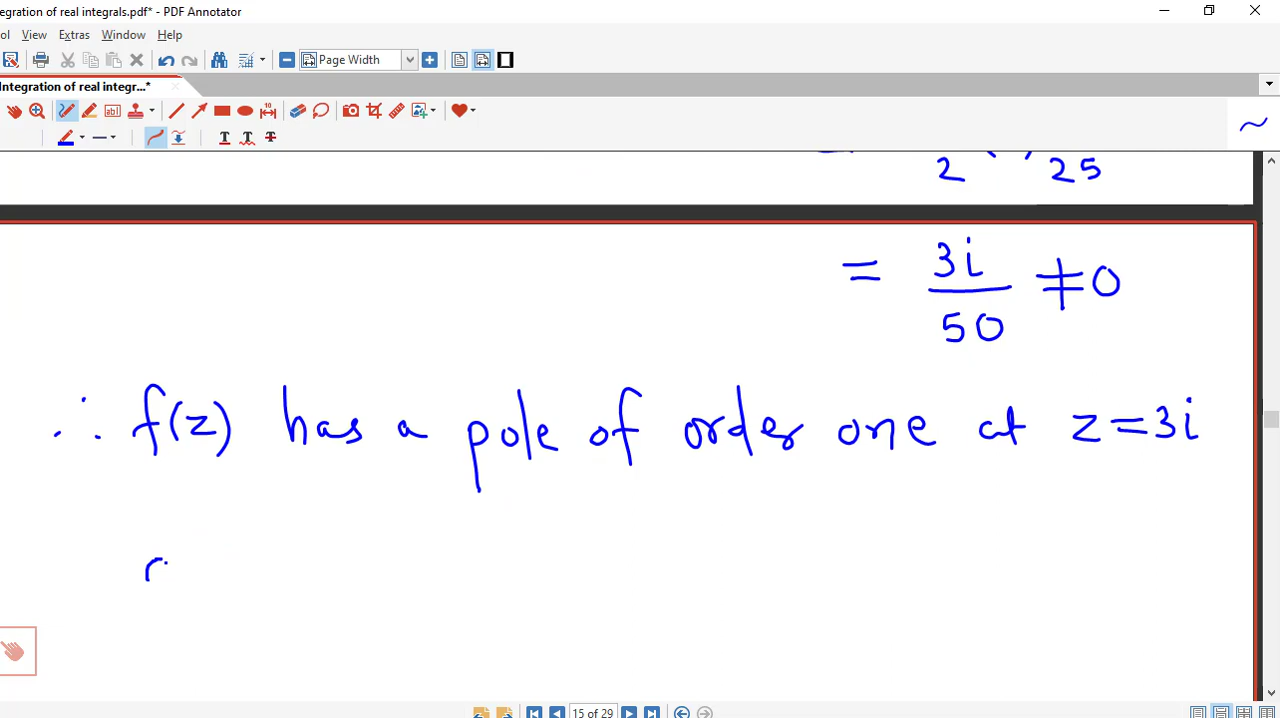 egration of real integrals.pdf* - PDF Annotator
ol View Extras Window Help
Page Width
Integration of real integr...*
2 25
= 3i/50 ≠ 0
∴ f(z) has a pole of order one at z = 3i
15 of 29